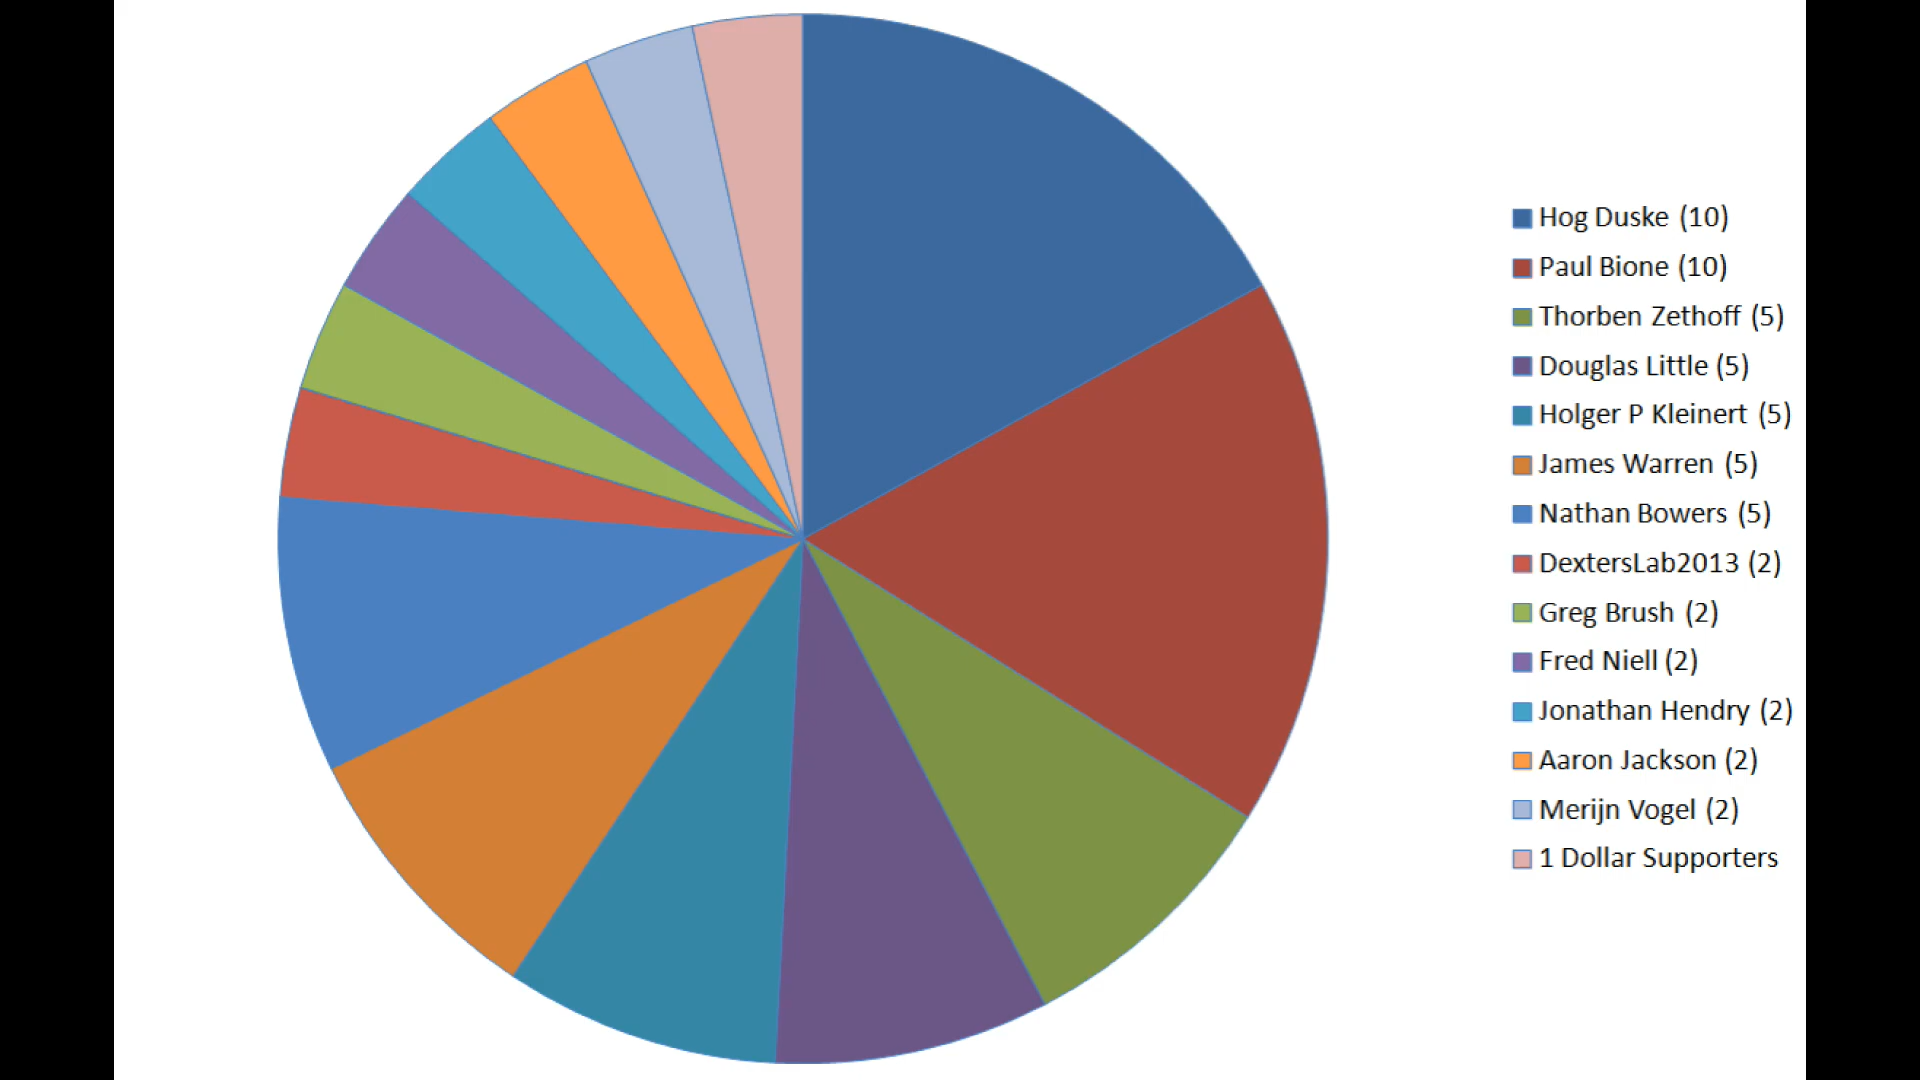 Hog Duske (10)
Paul Bione (10)
Thorben Zethoff (5)
Douglas Little (5)
Holger P Kleinert (5)
James Warren (5)
Nathan Bowers (5)
DextersLab2013 (2)
Greg Brush (2)
Fred Niell (2)
Jonathan Hendry (2)
Aaron Jackson (2)
Merijn Vogel (2)
1 Dollar Supporters